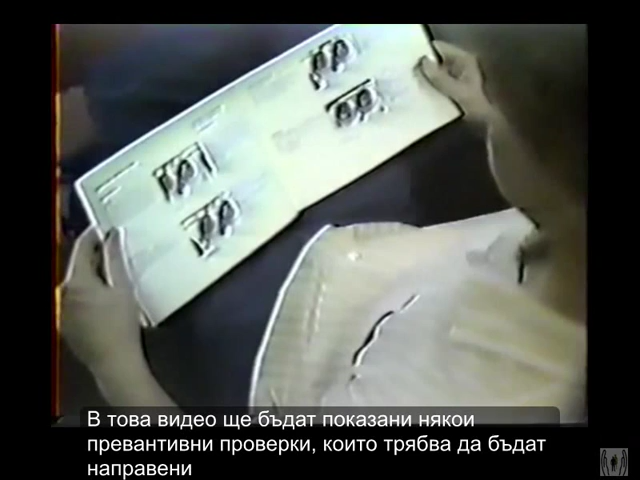 В това видео ще бъдат показани някои
превантивни проверки, които трябва да бъдат
направени